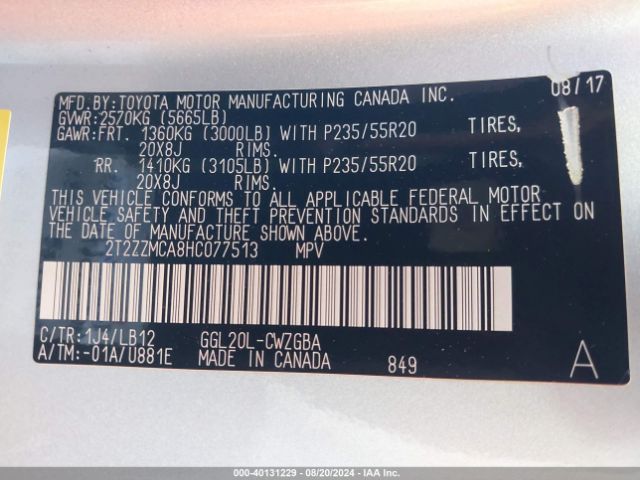 MFD.BY:TOYOTA MOTOR MANUFACTURING CANADA INC. 08/17
GVWR:2570KG (5665LB)
GAWR:FRT. 1360KG (3000LB) WITH P235/55R20 TIRES,
20X8J RIMS.
RR. 1410KG (3105LB) WITH P235/55R20 TIRES,
20X8J RIMS.
THIS VEHICLE CONFORMS TO ALL APPLICABLE FEDERAL MOTOR
VEHICLE SAFETY AND THEFT PREVENTION STANDARDS IN EFFECT ON
THE DATE OF MANUFACTURE SHOWN ABOVE.
2T2ZZMCA8HC077513 MPV
C/TR:1J4/LB12 GGL20L-CWZGBA
A/TM:-01A/U881E MADE IN CANADA 849 A
000-40131229 - 08/20/2024 - IAA Inc.